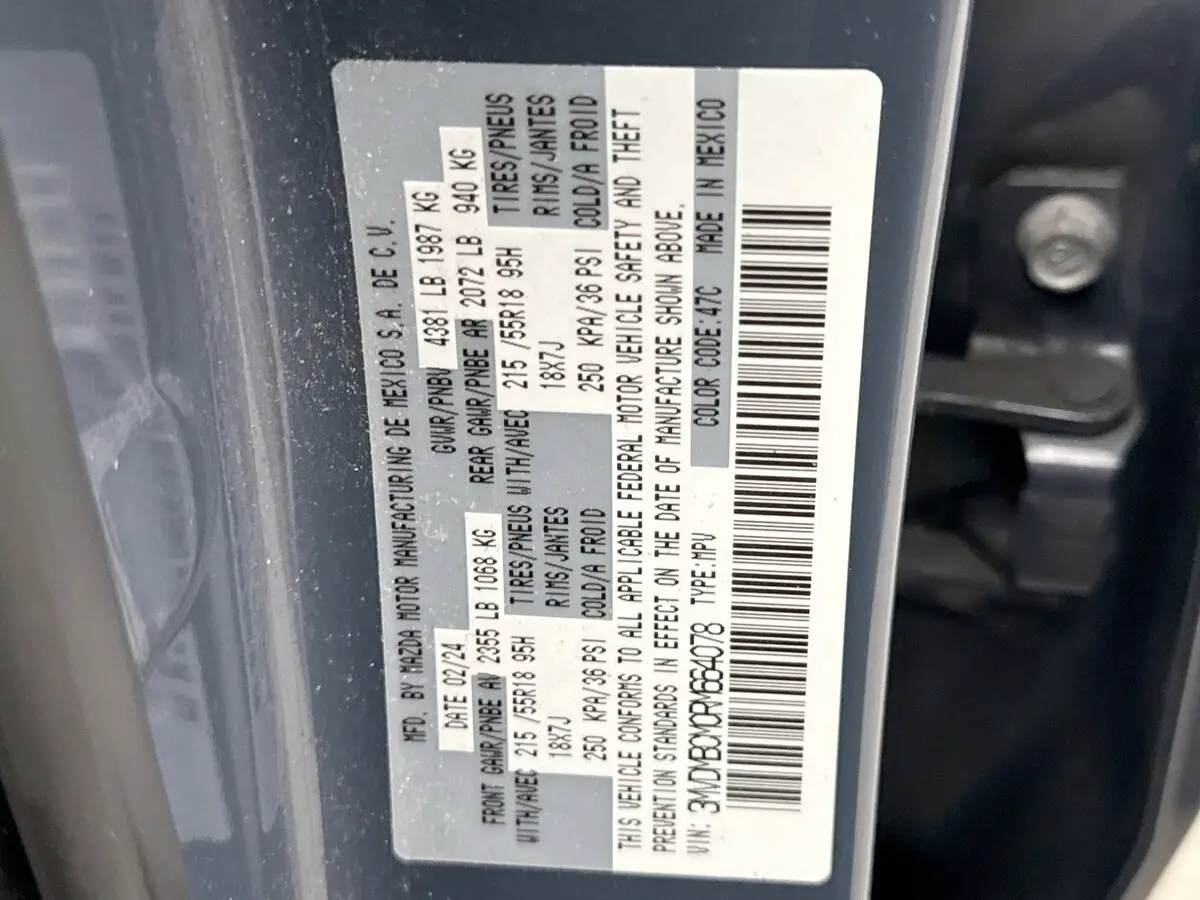 MFD. BY MAZDA MOTOR MANUFACTURING DE MEXICO S.A. DE C.V.
DATE 02/24 GVWR/PNBV 4381 LB 1987 KG
FRONT GAWR/PNBE AV 2355 LB 1068 KG REAR GAWR/PNBE AR 2072 LB 940 KG
WITH/AVEC 215 /55R18 95H TIRES/PNEUS WITH/AVEC 215 /55R18 95H TIRES/PNEUS
18X7J RIMS/JANTES 18X7J RIMS/JANTES
250 KPA/36 PSI COLD/A FROID 250 KPA/36 PSI COLD/A FROID
THIS VEHICLE CONFORMS TO ALL APPLICABLE FEDERAL MOTOR VEHICLE SAFETY AND THEFT
PREVENTION STANDARDS IN EFFECT ON THE DATE OF MANUFACTURE SHOWN ABOVE.
VIN: 3MVDMBCM0RM664078 TYPE:MPV COLOR CODE:47C MADE IN MEXICO